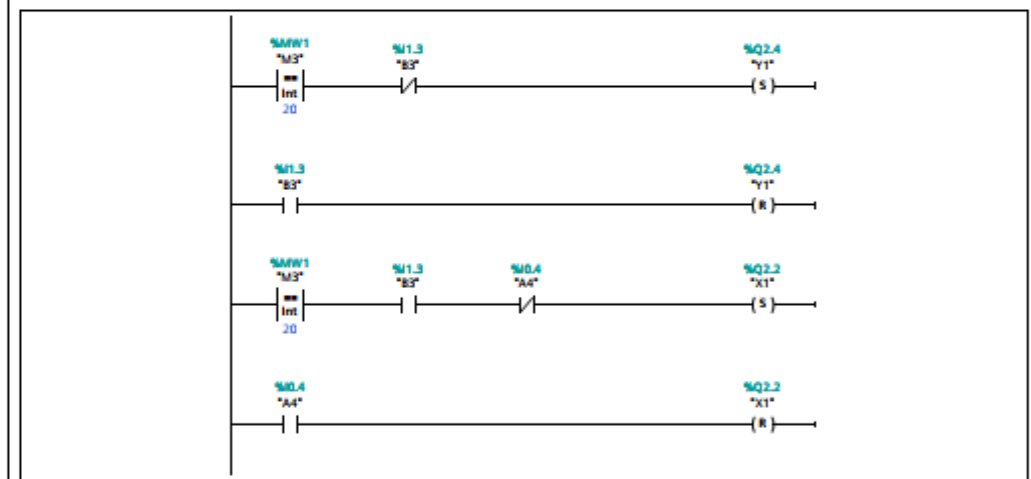 %MW1 %I1.3 %Q2.4
"M3" "B3" "Y1"
== S
Int
20
%I1.3 %Q2.4
"B3" "Y1"
R
%MW1 %I1.3 %I0.4 %Q2.2
"M3" "B3" "A4" "X1"
== S
Int
20
%I0.4 %Q2.2
"A4" "X1"
R